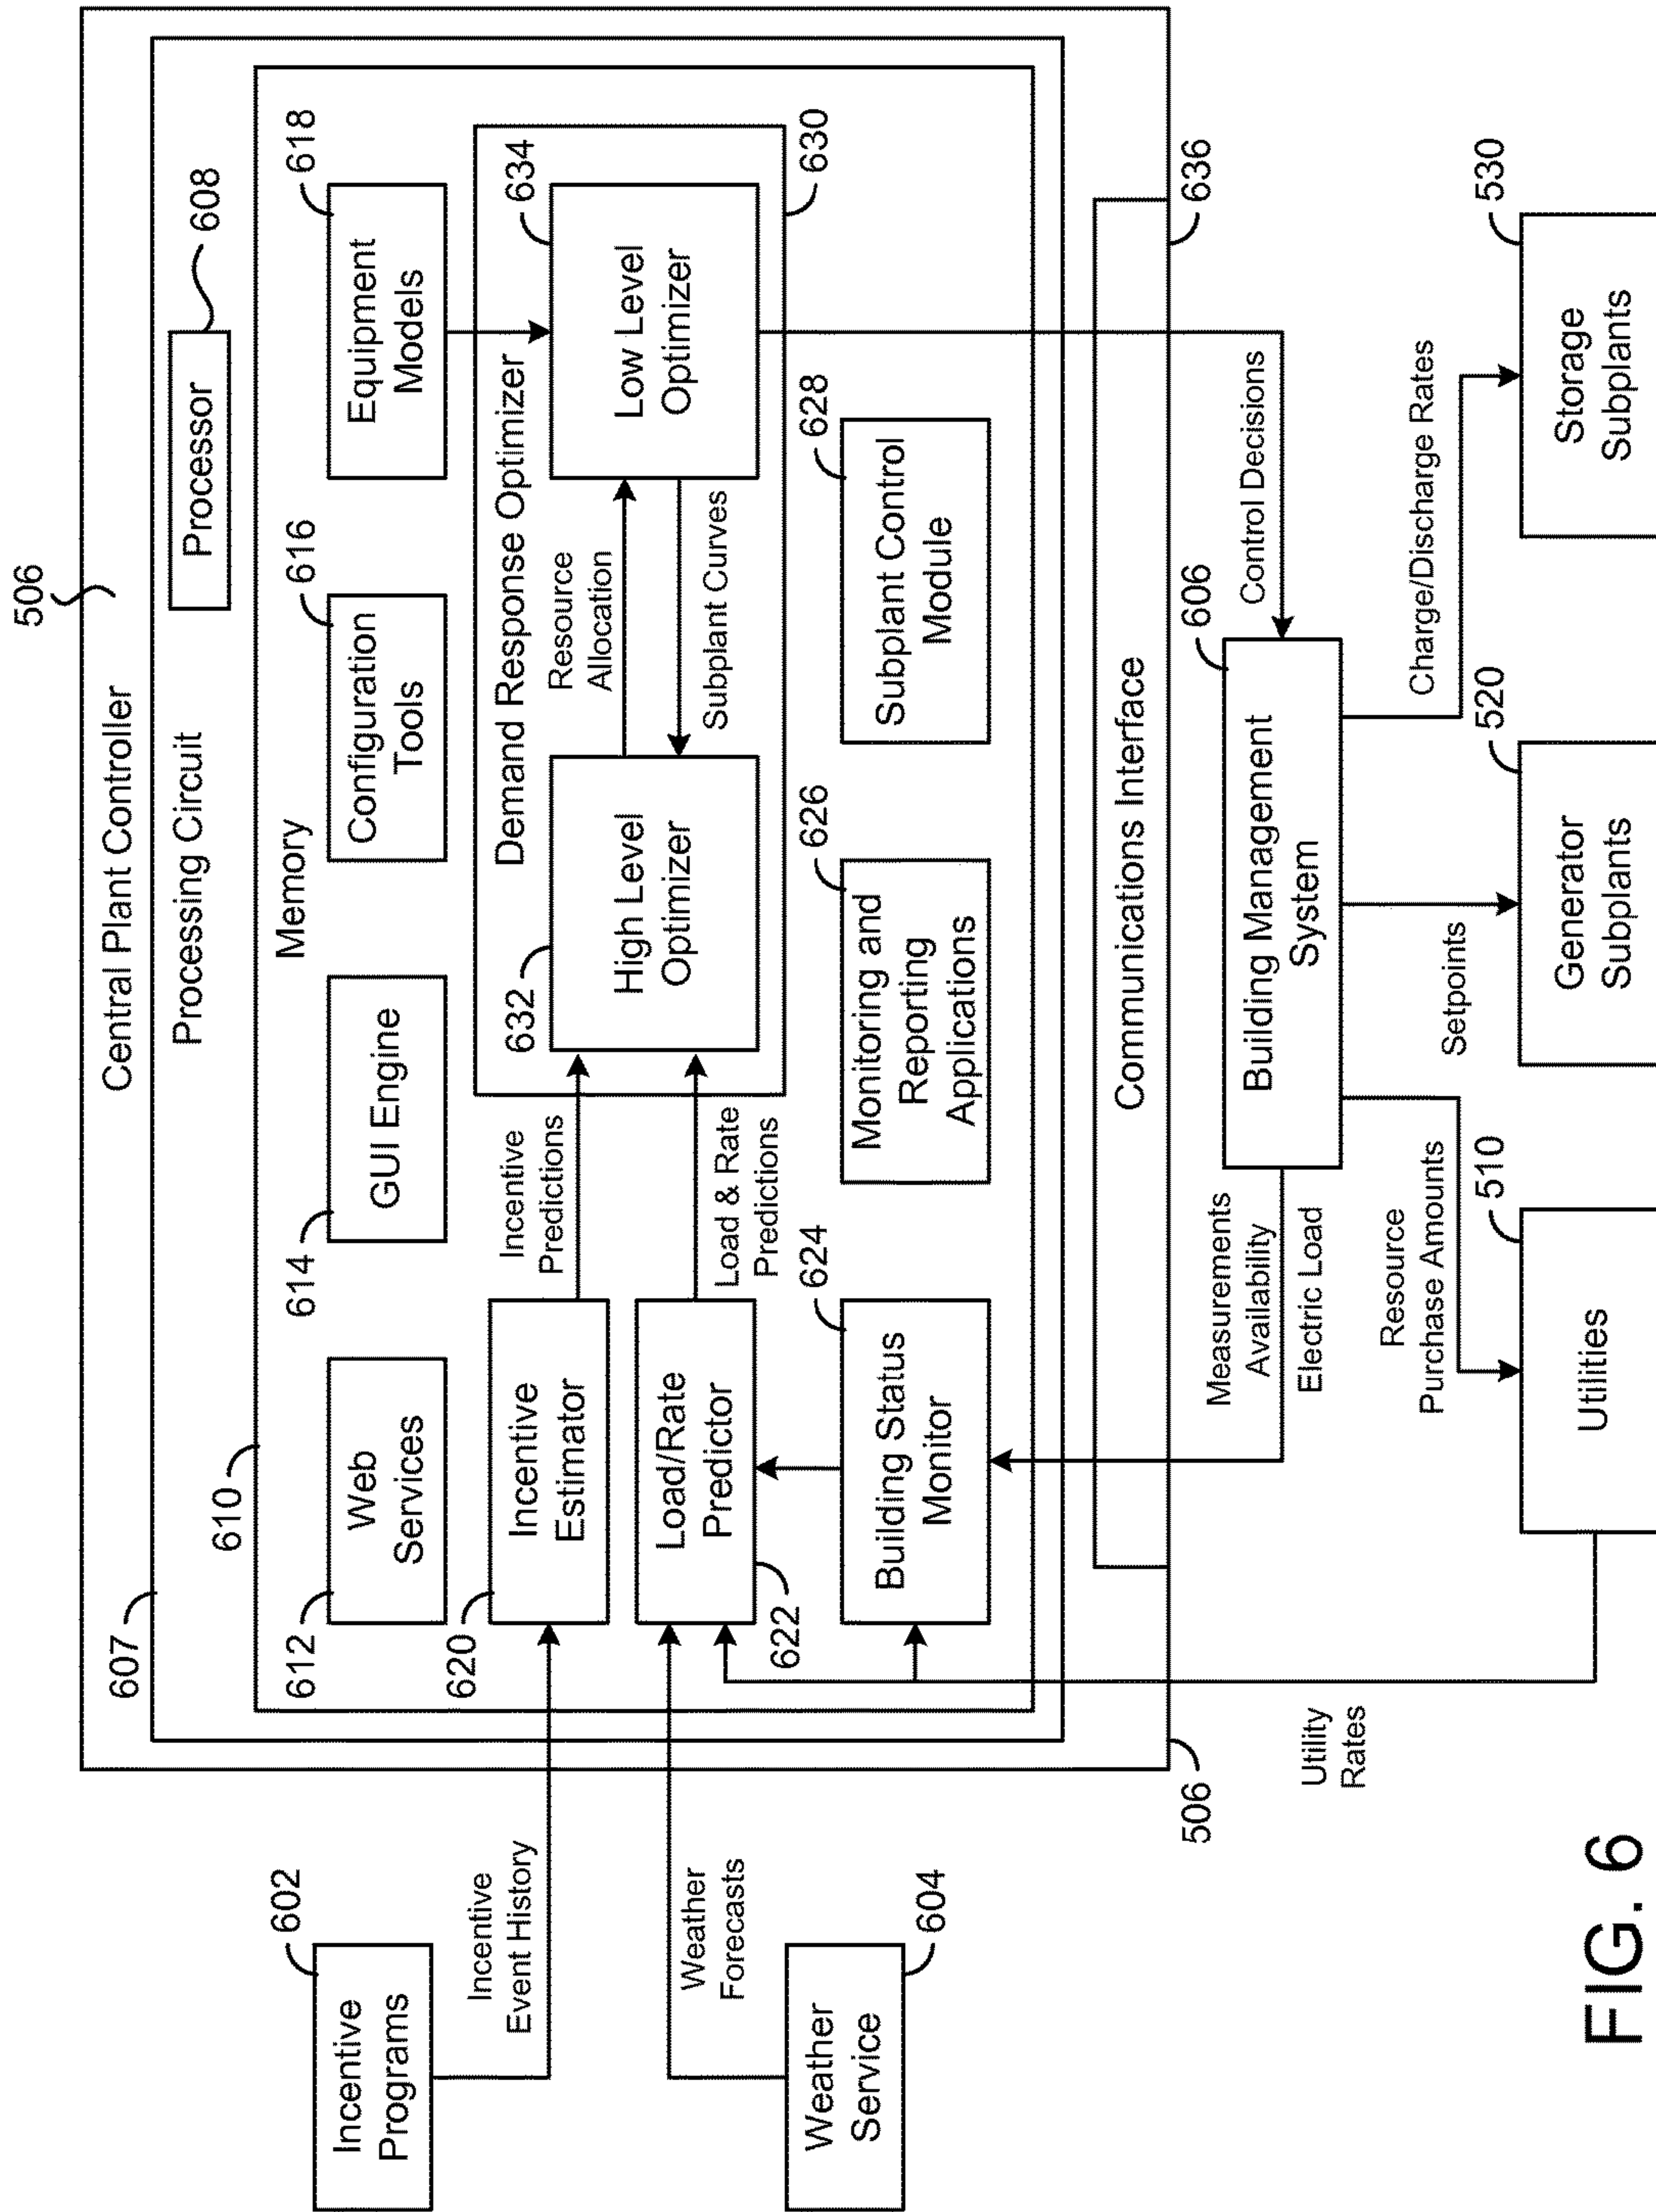 506
Central Plant Controller
607
Processing Circuit
Processor
608
610
Memory
612
Web
Services
614
GUI Engine
616
Configuration
Tools
618
Equipment
Models
602
Incentive
Programs
Incentive
Event History
620
Incentive
Estimator
Incentive
Predictions
Demand Response Optimizer
632
High Level
Optimizer
Resource
Allocation
Subplant Curves
634
Low Level
Optimizer
630
Load/Rate
Predictor
622
Load & Rate
Predictions
Weather
Forecasts
Weather
Service
604
624
Building Status
Monitor
626
Monitoring and
Reporting
Applications
628
Subplant Control
Module
Communications Interface
636
506
Utility
Rates
Measurements
Availability
Electric Load
606
Building Management
System
Control Decisions
Resource
Purchase Amounts
Setpoints
Charge/Discharge Rates
510
Utilities
520
Generator
Subplants
530
Storage
Subplants
FIG. 6